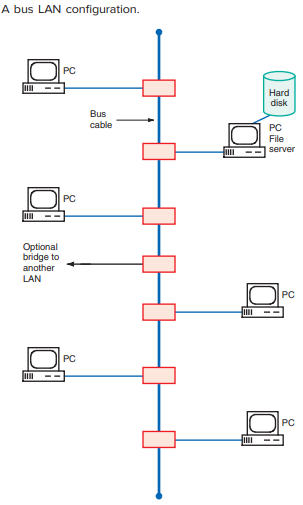 A bus LAN configuration.
PC
Hard
disk
Bus
cable
PC
File
server
PC
Optional
bridge to
another
LAN
PC
PC
PC